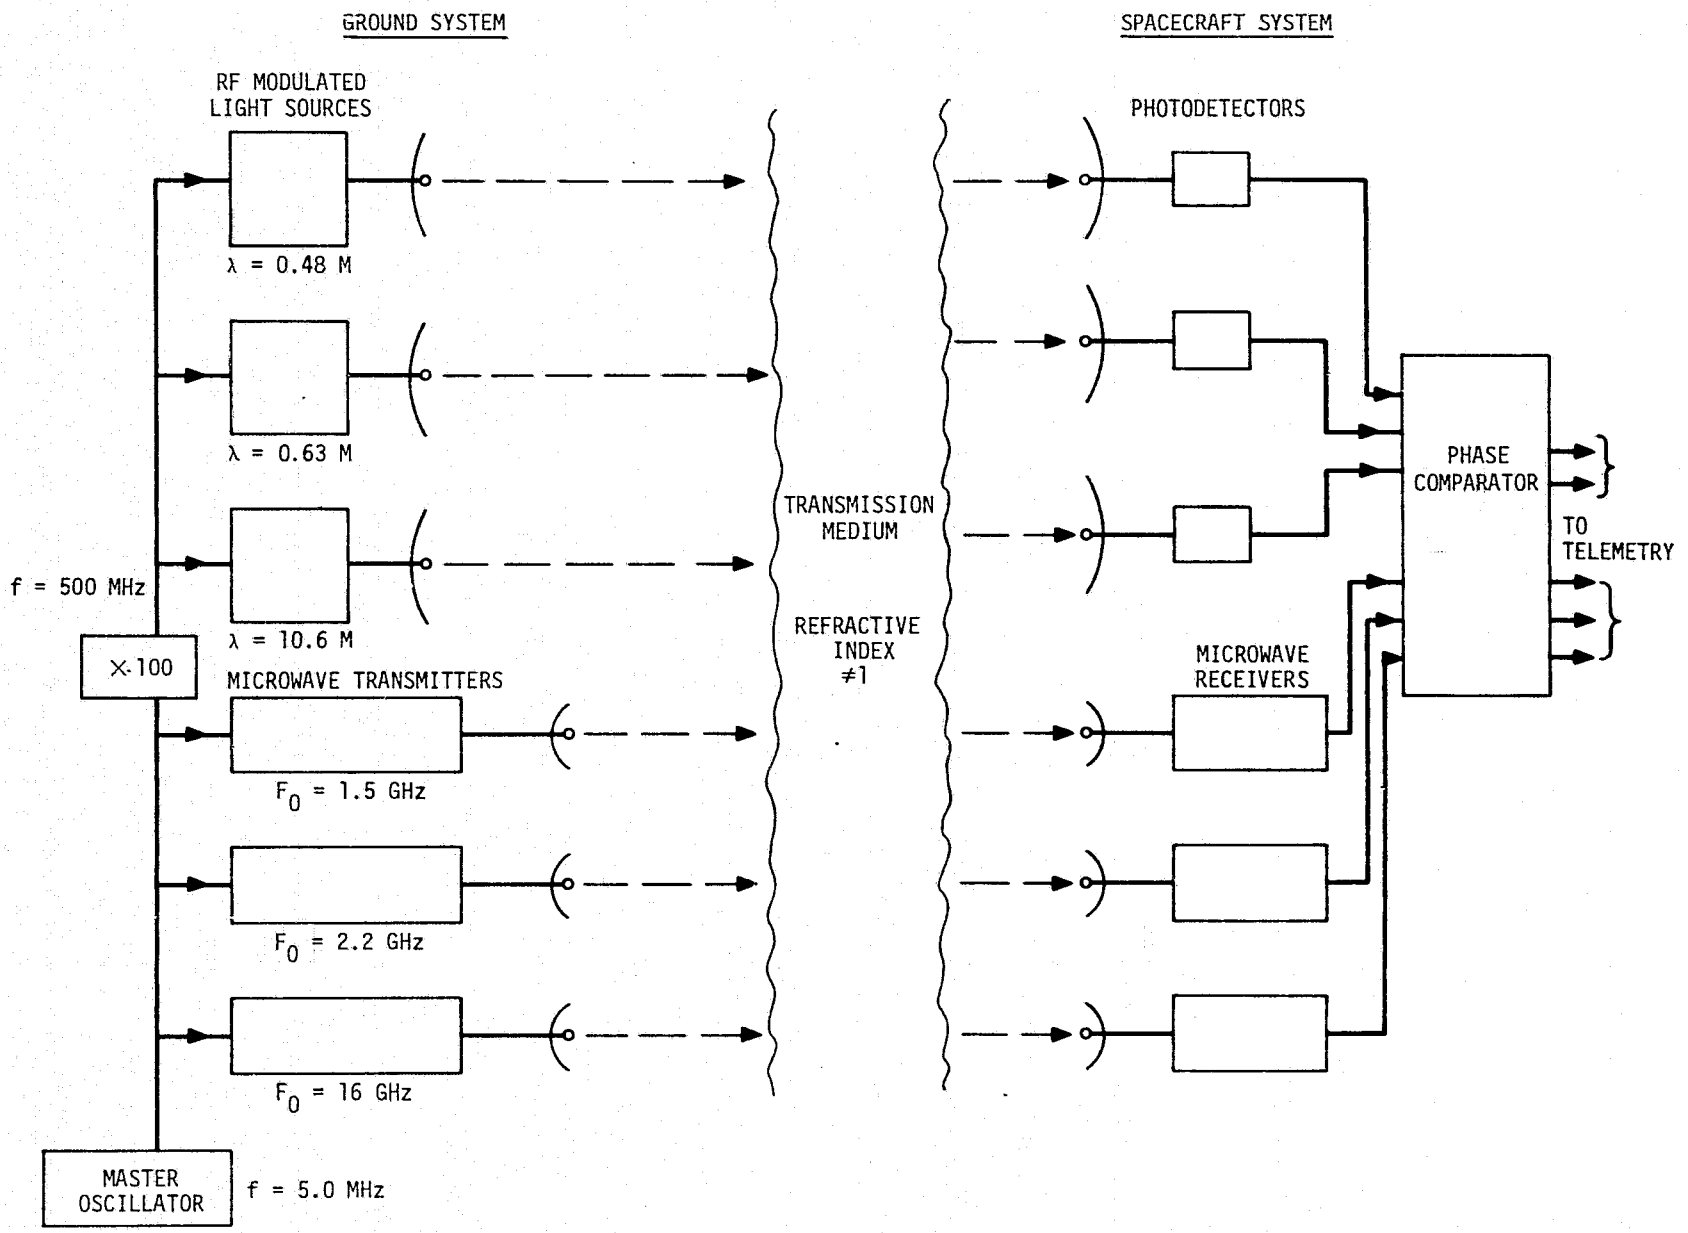 GROUND SYSTEM
SPACECRAFT SYSTEM
RF MODULATED
LIGHT SOURCES
PHOTODETECTORS
λ = 0.48 M
λ = 0.63 M
PHASE
COMPARATOR
TRANSMISSION
MEDIUM
TO
TELEMETRY
f = 500 MHz
λ = 10.6 M
REFRACTIVE
INDEX
≠1
X 100
MICROWAVE TRANSMITTERS
MICROWAVE
RECEIVERS
F0 = 1.5 GHz
F0 = 2.2 GHz
F0 = 16 GHz
MASTER
OSCILLATOR
f = 5.0 MHz